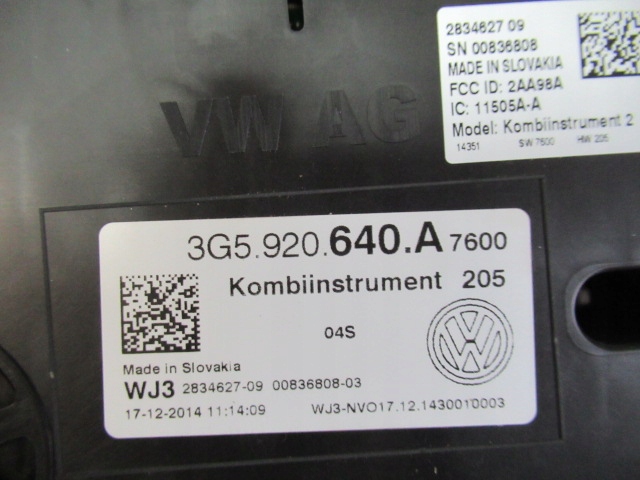 2834627 09
SN 00836808
MADE IN SLOVAKIA
FCC ID: 2AA98A
IC: 11505A-A
Model: Kombiinstrument 2
14351 SW 7600 HW 205
VW AG
3G5.920.640.A 7600
Kombiinstrument 205
04S
Made in Slovakia
WJ3 2834627-09 00836808-03
17-12-2014 11:14:09 WJ3-NVO17.12.1430010003